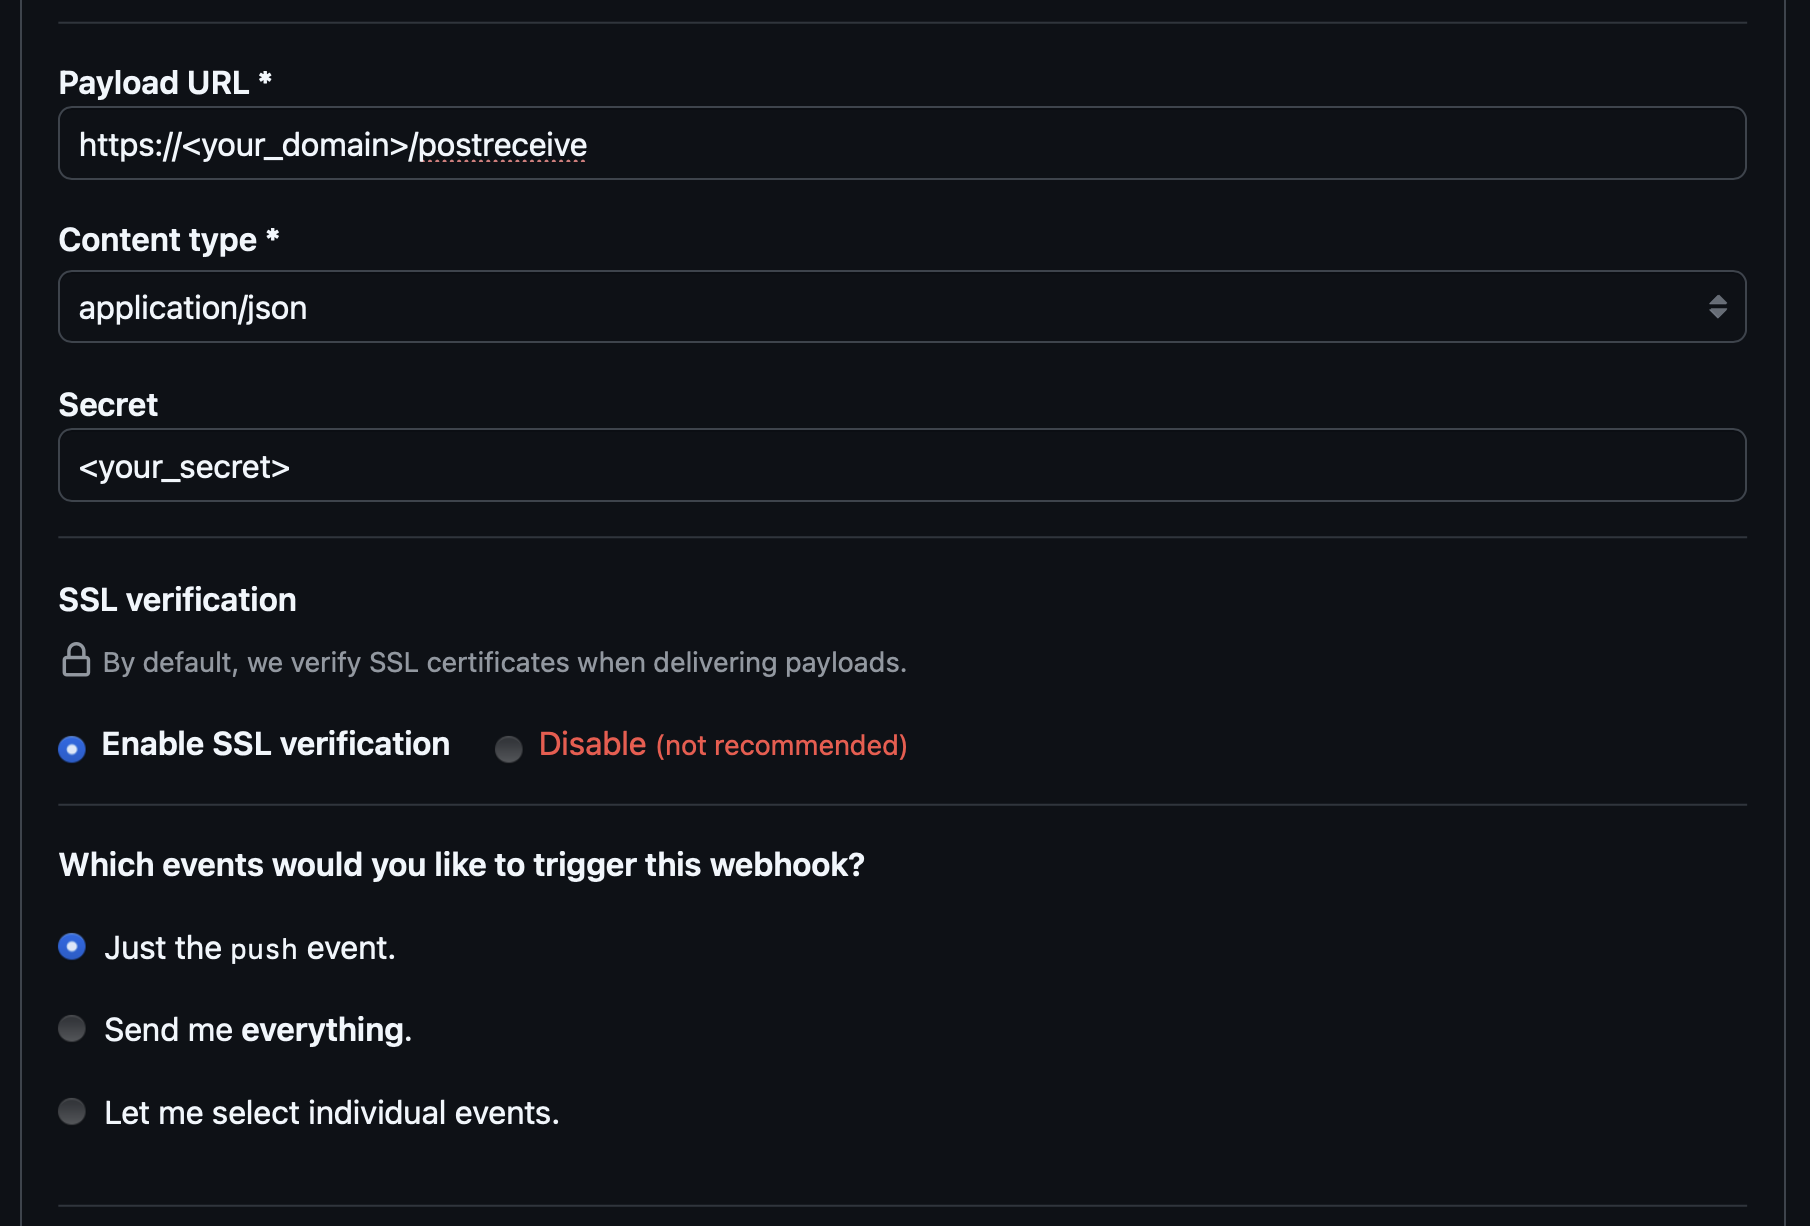 Payload URL *
https://<your_domain>/postreceive
Content type *
application/json
Secret
<your_secret>
SSL verification
By default, we verify SSL certificates when delivering payloads.
Enable SSL verification Disable (not recommended)
Which events would you like to trigger this webhook?
Just the push event.
Send me everything.
Let me select individual events.